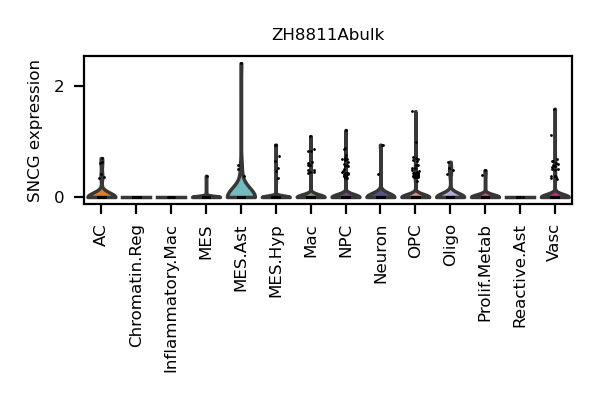 ZH8811Abulk
SNCG expression
2
0
AC
Chromatin.Reg
Inflammatory.Mac
MES
MES.Ast
MES.Hyp
Mac
NPC
Neuron
OPC
Oligo
Prolif.Metab
Reactive.Ast
Vasc